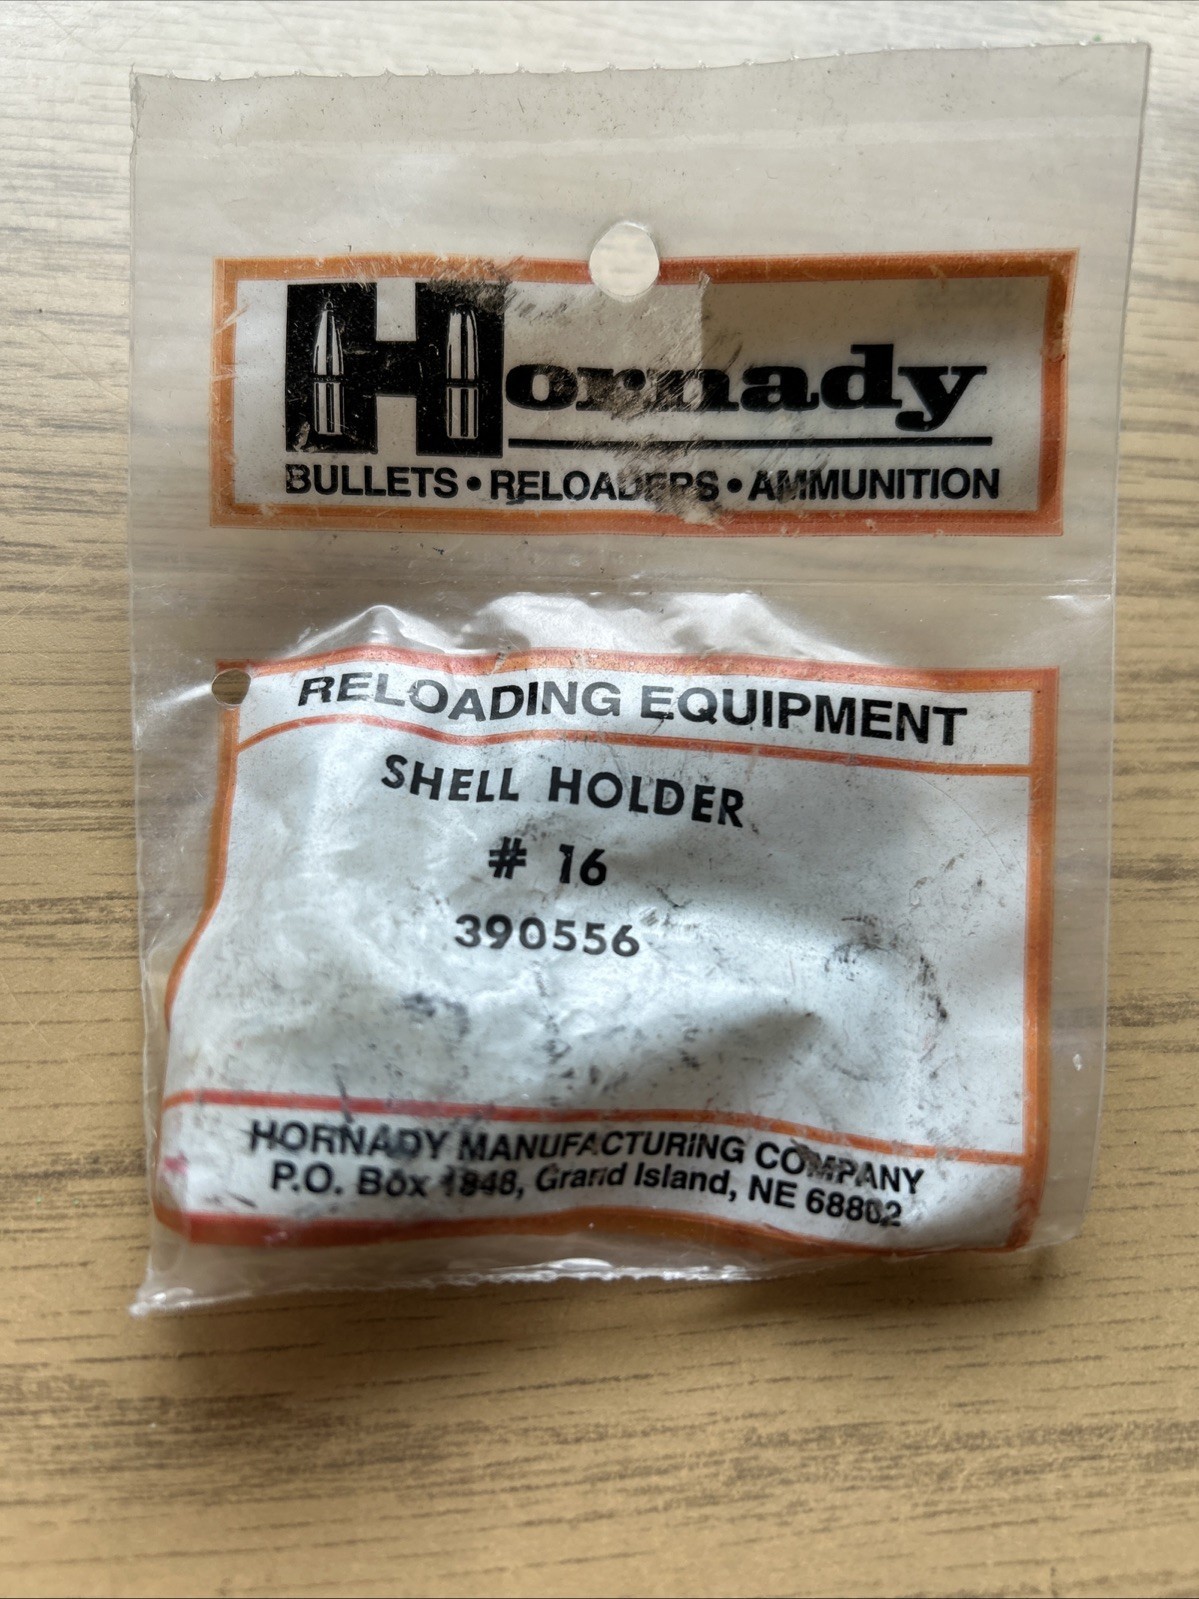 Hornady
BULLETS • RELOADERS • AMMUNITION
RELOADING EQUIPMENT
SHELL HOLDER
# 16
390556
HORNADY MANUFACTURING COMPANY
P.O. Box 1848, Grand Island, NE 68802